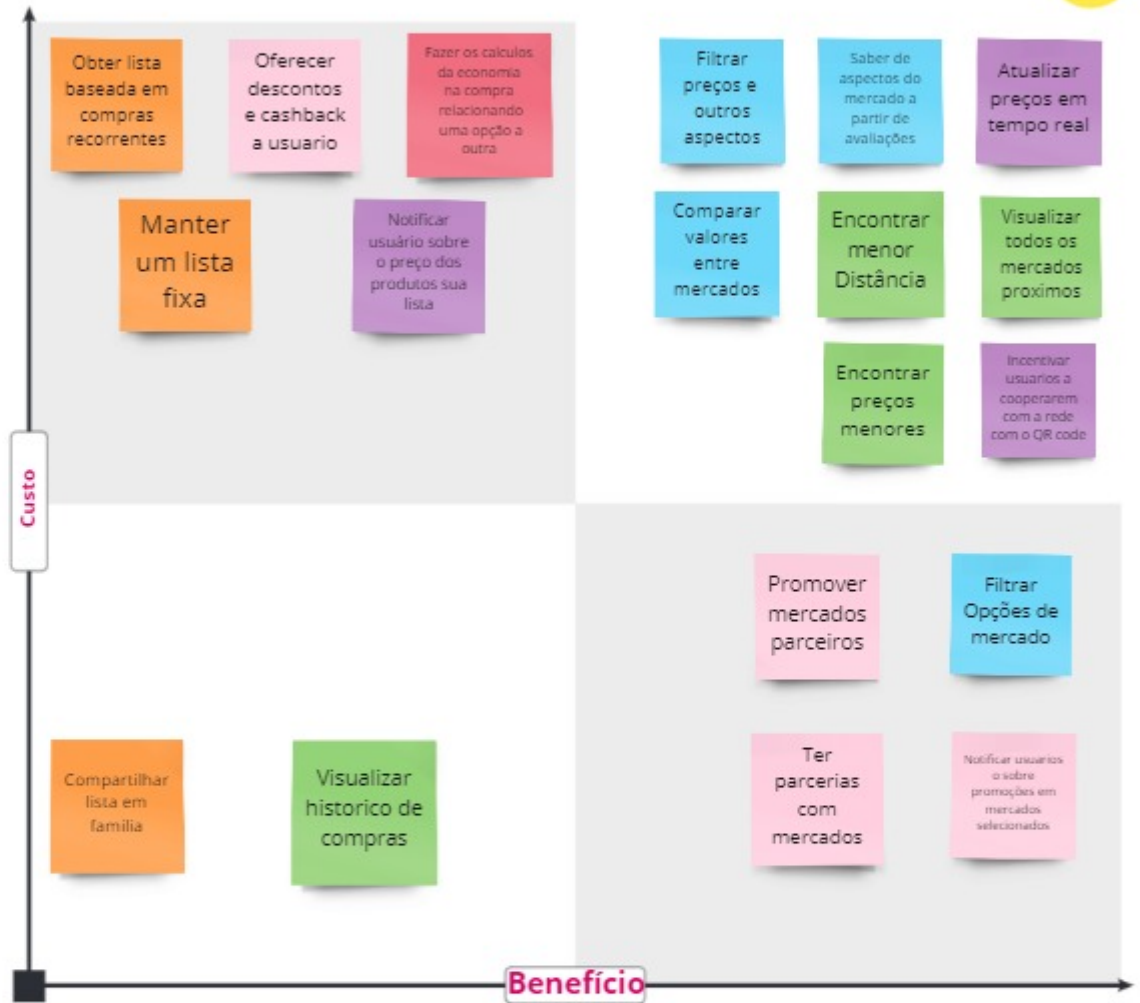 Obter lista
baseada em
compras
recorrentes
Oferecer
descontos
e cashback
a usuario
Fazer os calculos
da economia
na compra
relacionando
uma opção a
outra
Filtrar
preços e
outros
aspectos
Saber de
aspectos do
mercado a
partir de
avaliações
Atualizar
preços em
tempo real
Manter
um lista
fixa
Notificar
usuário sobre
o preço dos
produtos sua
lista
Comparar
valores
entre
mercados
Encontrar
menor
Distância
Visualizar
todos os
mercados
proximos
Encontrar
preços
menores
Incentivar
usuarios a
cooperarem
com a rede
com o QR code
Custo
Promover
mercados
parceiros
Filtrar
Opções de
mercado
Compartilhar
lista em
familia
Visualizar
historico de
compras
Ter
parcerias
com
mercados
Notificar usuarios
o sobre
promoções em
mercados
selecionados
Benefício